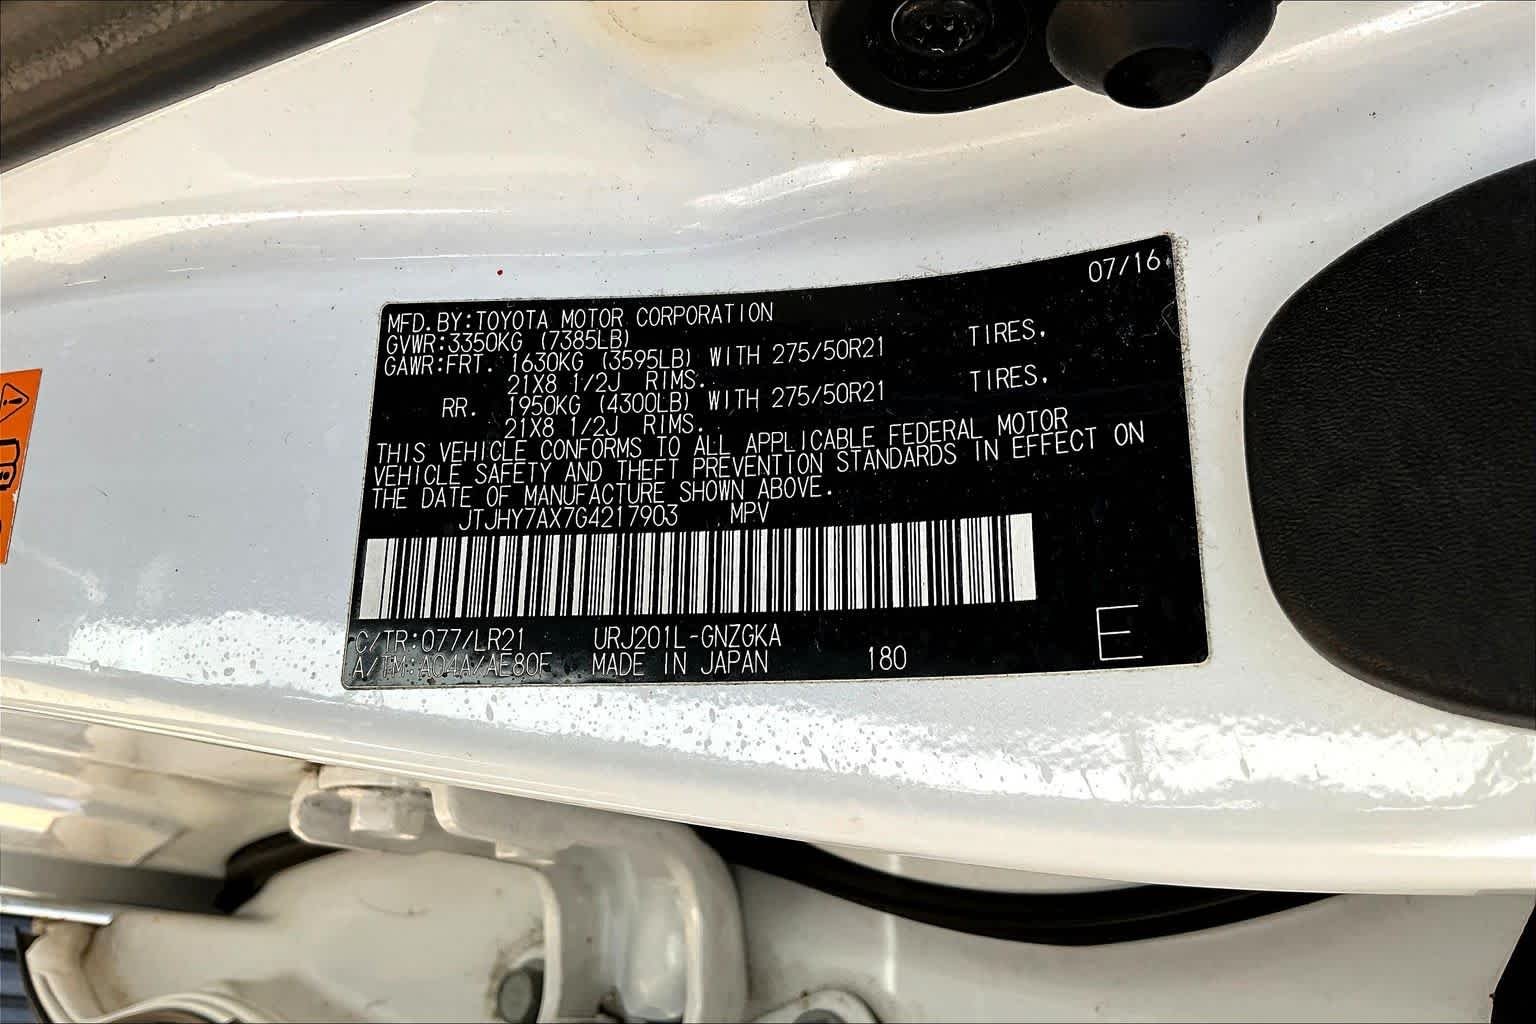 07/16
MFD. BY:TOYOTA MOTOR CORPORATION
GVWR:3350KG (7385LB)
GAWR:FRT. 1630KG (3595LB) WITH 275/50R21 TIRES,
21X8 1/2J RIMS.
RR. 1950KG (4300LB) WITH 275/50R21 TIRES,
21X8 1/2J RIMS.
THIS VEHICLE CONFORMS TO ALL APPLICABLE FEDERAL MOTOR
VEHICLE SAFETY AND THEFT PREVENTION STANDARDS IN EFFECT ON
THE DATE OF MANUFACTURE SHOWN ABOVE.
JTJHY7AX7G4217903 MPV
C/TR:077/LR21 URJ201L-GNZGKA
A/TM:A04A/AE80F MADE IN JAPAN 180
E